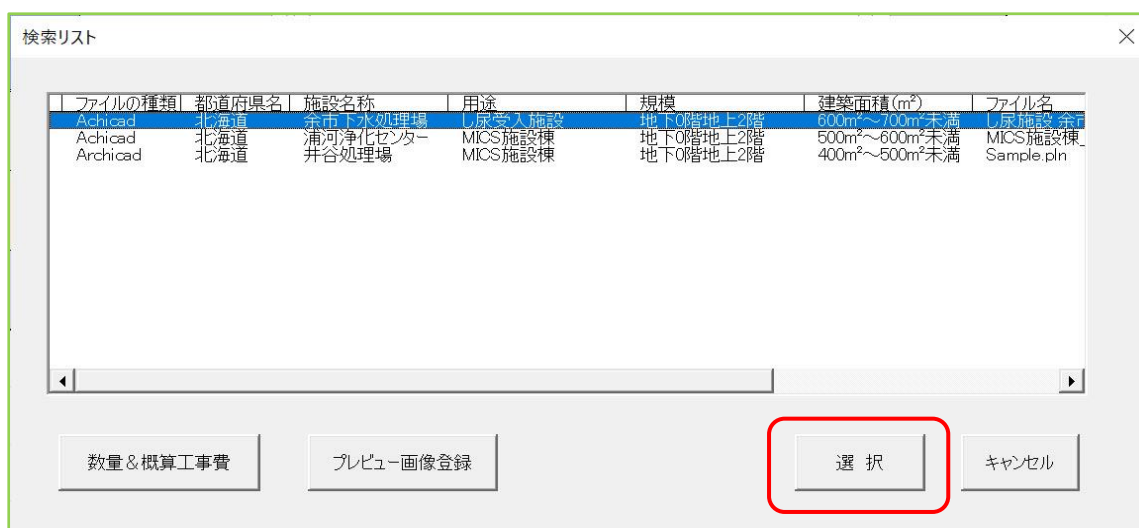 検索リスト
ファイルの種類 都道府県名 施設名称 用途 規模 建築面積(m²) ファイル名
Achicad 北海道 余市下水処理場 し尿受入施設 地下0階地上2階 600m²～700m²未満 し尿施設_余市
Achicad 北海道 浦河浄化センター MICS施設棟 地下0階地上2階 500m²～600m²未満 MICS施設棟_
Archicad 北海道 井谷処理場 MICS施設棟 地下0階地上2階 400m²～500m²未満 Sample.pln
数量＆概算工事費 プレビュー画像登録 選 択 キャンセル